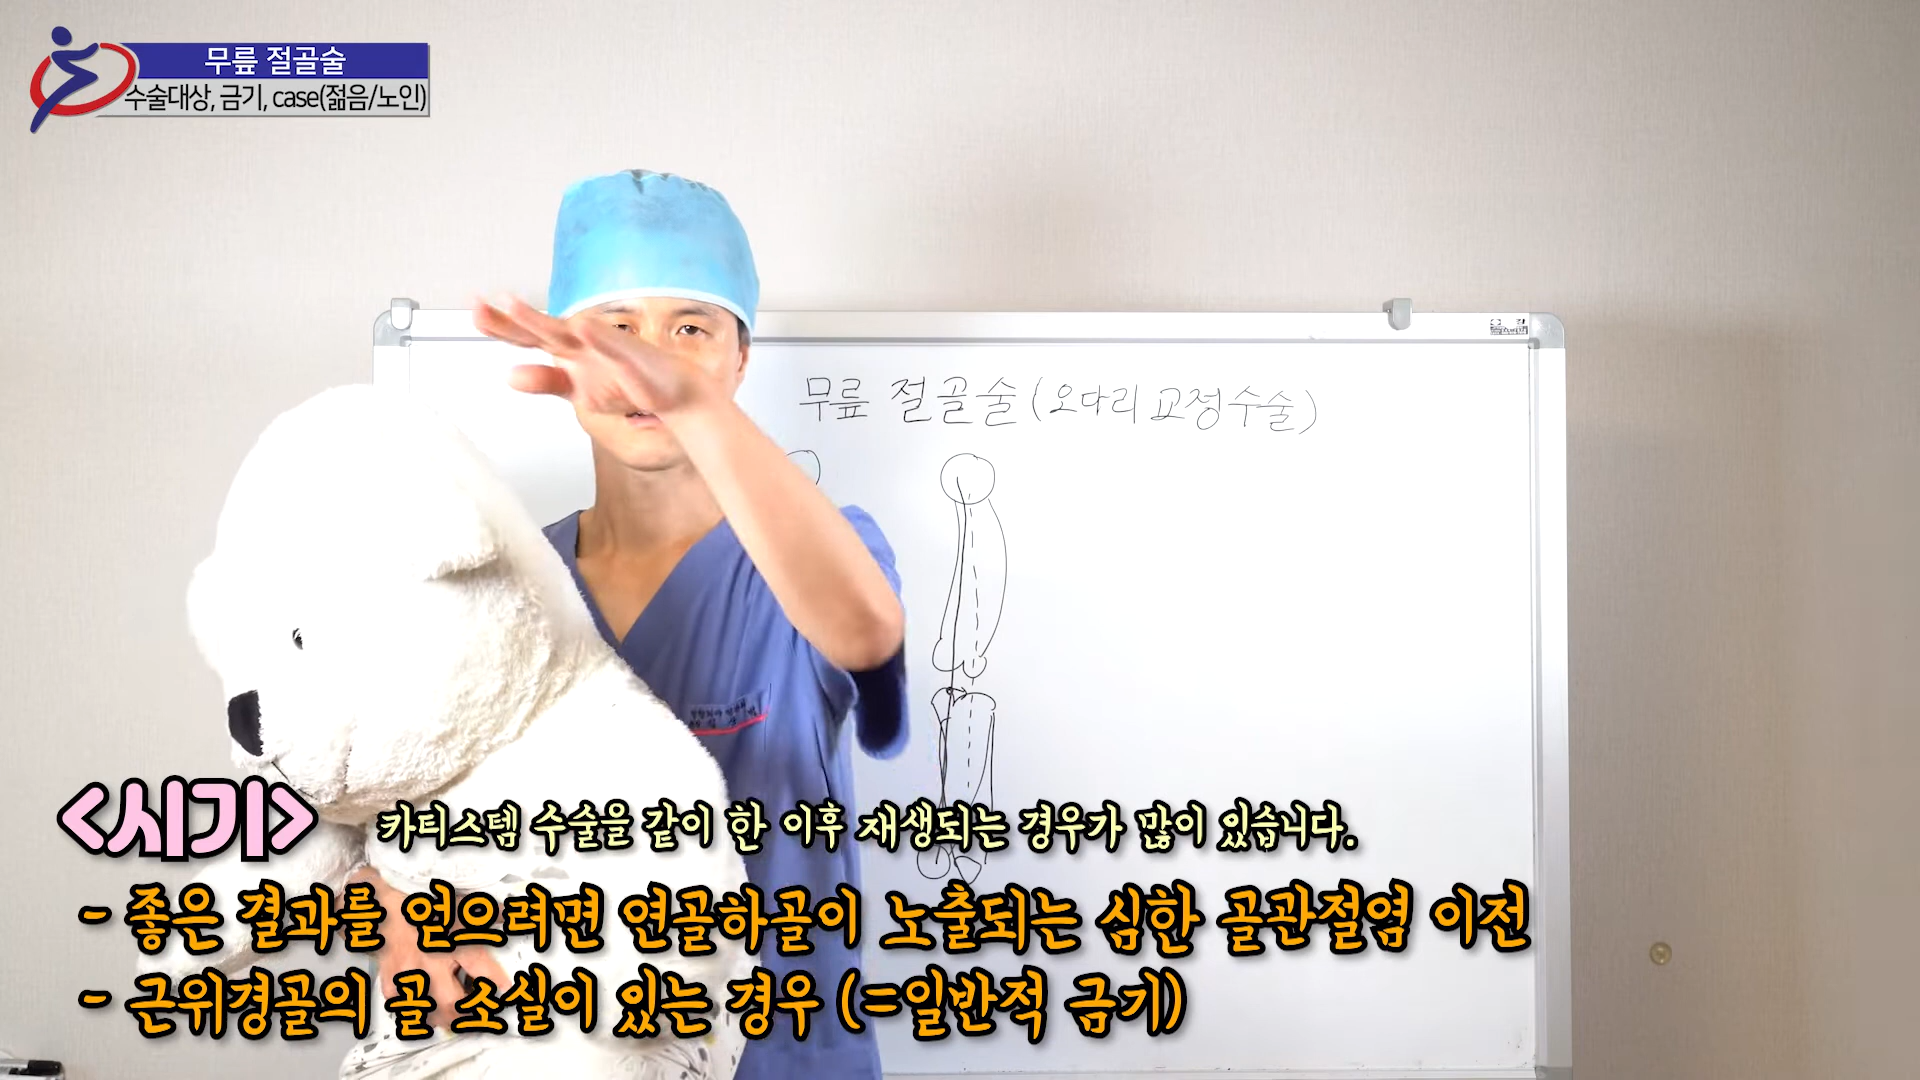 무릎 절골술
수술대상, 금기, case(젊음/노인)
무릎 절골술(오다리 교정수술)
<시기>
카티스템 수술을 같이 한 이후 재생되는 경우가 많이 있습니다.
- 좋은 결과를 얻으려면 연골하골이 노출되는 심한 골관절염 이전
- 근위경골의 골 소실이 있는 경우 (=일반적 금기)